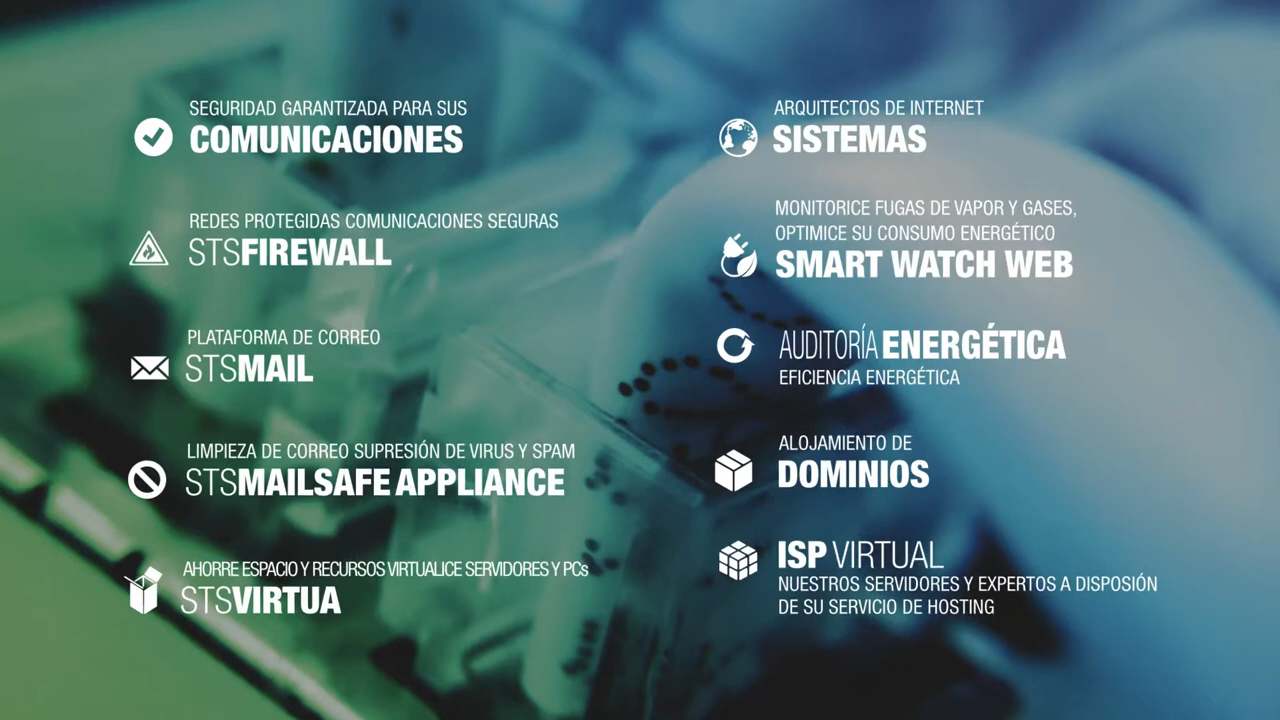 SEGURIDAD GARANTIZADA PARA SUS
COMUNICACIONES
REDES PROTEGIDAS COMUNICACIONES SEGURAS
STSFIREWALL
PLATAFORMA DE CORREO
STSMAIL
LIMPIEZA DE CORREO SUPRESIÓN DE VIRUS Y SPAM
STSMAILSAFE APPLIANCE
AHORRE ESPACIO Y RECURSOS VIRTUALICE SERVIDORES Y PCs
STSVIRTUA
ARQUITECTOS DE INTERNET
SISTEMAS
MONITORICE FUGAS DE VAPOR Y GASES,
OPTIMICE SU CONSUMO ENERGÉTICO
SMART WATCH WEB
AUDITORÍA ENERGÉTICA
EFICIENCIA ENERGÉTICA
ALOJAMIENTO DE
DOMINIOS
ISP VIRTUAL
NUESTROS SERVIDORES Y EXPERTOS A DISPOSIÓN
DE SU SERVICIO DE HOSTING